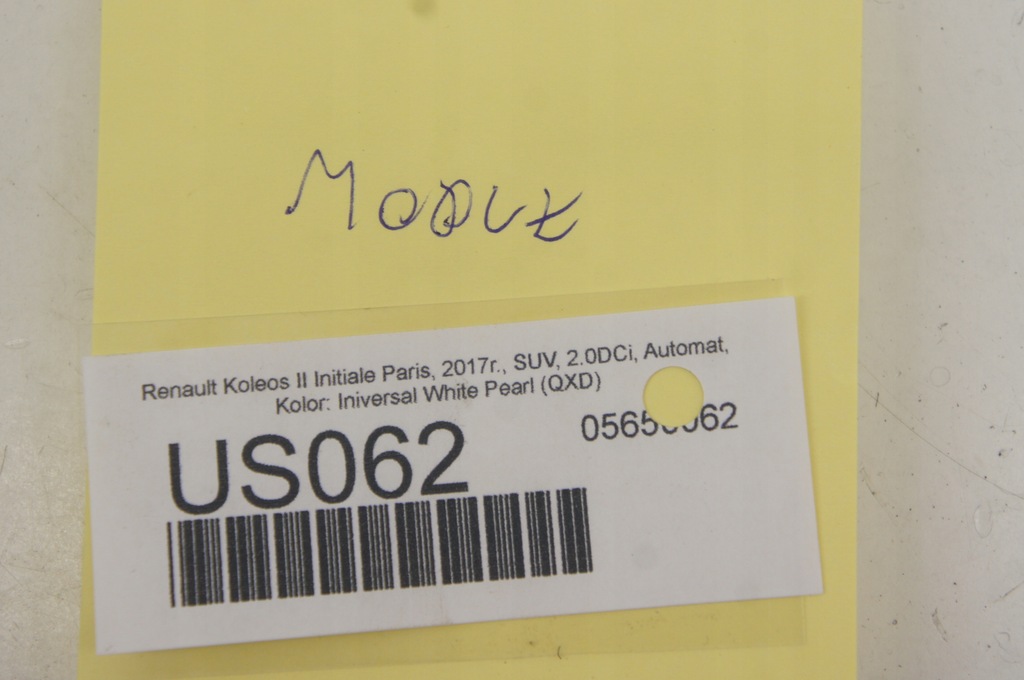 MODUŁ
Renault Koleos II Initiale Paris, 2017r., SUV, 2.0DCi, Automat,
Kolor: Iniversal White Pearl (QXD)
US062